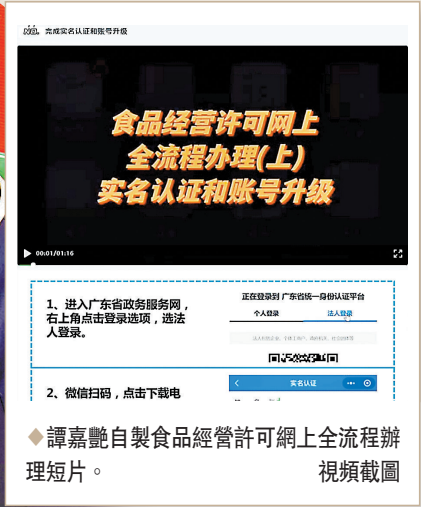 NO. 完成实名认证和账号升级
食品经营许可网上
全流程办理(上)
实名认证和账号升级
00:01/01:16
1、进入广东省政务服务网，
右上角点击登录选项，选法
人登录。
正在登录到 广东省统一身份认证平台
个人登录 法人登录
2、微信扫码，点击下载电
实名认证
◆譚嘉艷自製食品經營許可網上全流程辦
理短片。 視頻截圖